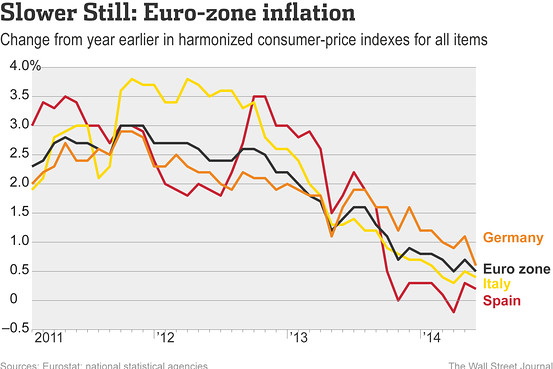 Slower Still: Euro-zone inflation
Change from year earlier in harmonized consumer-price indexes for all items
4.0%
3.5
3.0
2.5
2.0
1.5
1.0
0.5
0
–0.5
Germany
Euro zone
Italy
Spain
2011 '12 '13 '14
Sources: Eurostat; national statistical agencies The Wall Street Journal